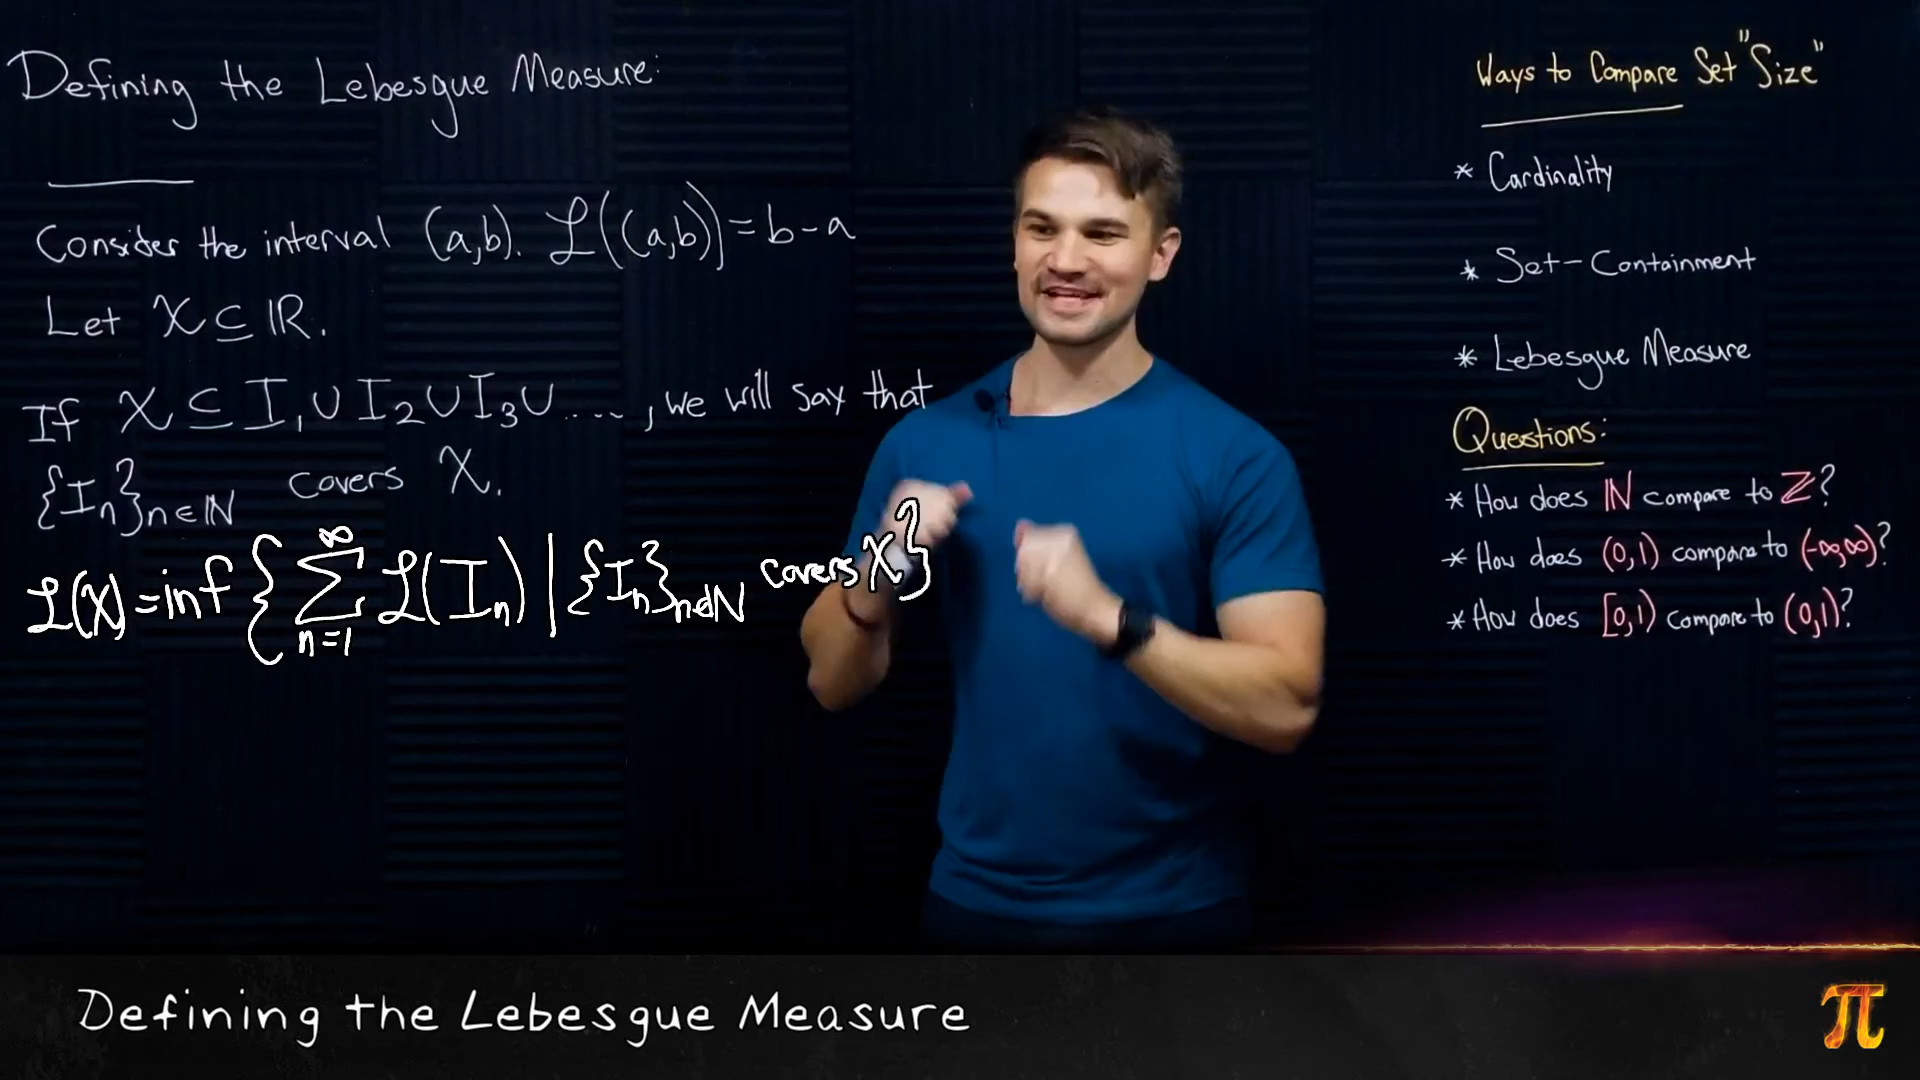 Defining the Lebesgue Measure:
Consider the interval (a,b). ℒ((a,b))=b-a
Let X⊆ℝ.
If X⊆I₁∪I₂∪I₃∪...., we will say that
{Iₙ}ₙ∈ℕ covers X.
ℒ(X)=inf{∑ₙ₌₁^∞ ℒ(Iₙ) | {Iₙ}ₙ∈ℕ covers X}
Ways to Compare Set "Size"
* Cardinality
* Set-Containment
* Lebesgue Measure
Questions:
* How does ℕ compare to ℤ?
* How does (0,1) compare to (-∞,∞)?
* How does [0,1) compare to (0,1)?
Defining the Lebesgue Measure
π